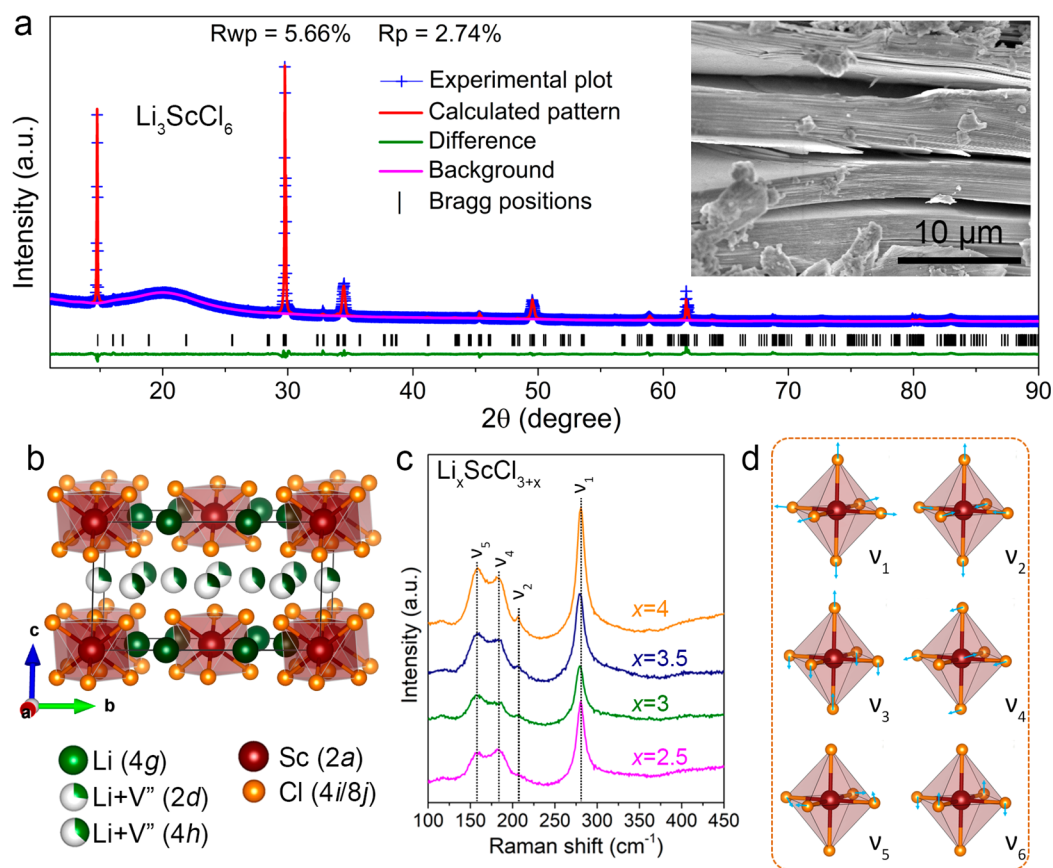 a
Rwp = 5.66% Rp = 2.74%
Li₃ScCl₆
Experimental plot
Calculated pattern
Difference
Background
Bragg positions
10 µm
Intensity (a.u.)
20 30 40 50 60 70 80 90
2θ (degree)
b
c
a
b
Li (4g)
Li+V” (2d)
Li+V” (4h)
Sc (2a)
Cl (4i/8j)
c
LiₓScCl₃₊ₓ
ν₅
ν₄
ν₂
ν₁
x=4
x=3.5
x=3
x=2.5
Intensity (a.u.)
100 150 200 250 300 350 400 450
Raman shift (cm⁻¹)
d
ν₁
ν₂
ν₃
ν₄
ν₅
ν₆